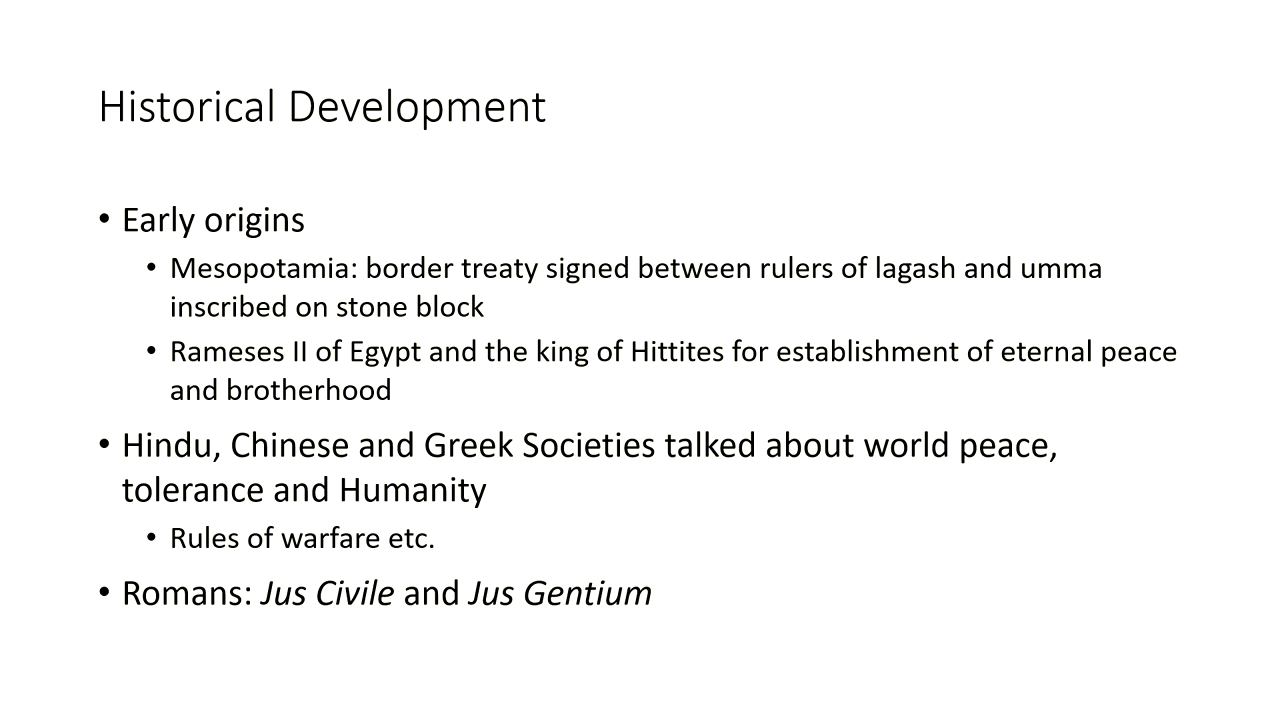 Historical Development
• Early origins
• Mesopotamia: border treaty signed between rulers of lagash and umma
inscribed on stone block
• Rameses II of Egypt and the king of Hittites for establishment of eternal peace
and brotherhood
• Hindu, Chinese and Greek Societies talked about world peace,
tolerance and Humanity
• Rules of warfare etc.
• Romans: Jus Civile and Jus Gentium